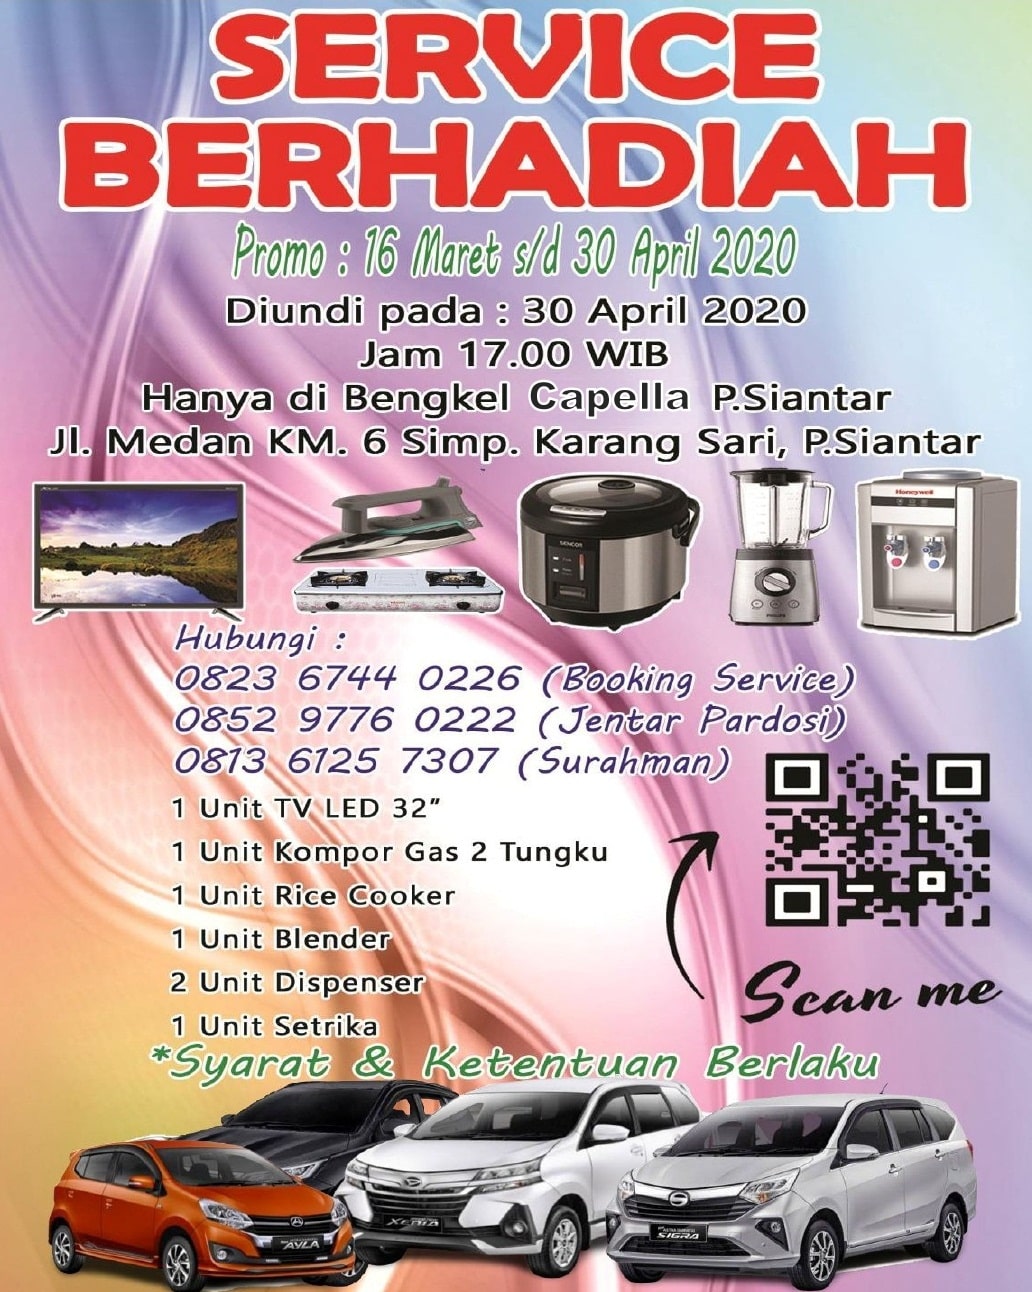 SERVICE
BERHADIAH
Promo : 16 Maret s/d 30 April 2020
Diundi pada : 30 April 2020
Jam 17.00 WIB
Hanya di Bengkel Capella P.Siantar
Jl. Medan KM. 6 Simp. Karang Sari, P.Siantar
SENCOR
Honeywell
Hubungi :
0823 6744 0226 (Booking Service)
0852 9776 0222 (Jentar Pardosi)
0813 6125 7307 (Surahman)
1 Unit TV LED 32”
1 Unit Kompor Gas 2 Tungku
1 Unit Rice Cooker
1 Unit Blender
2 Unit Dispenser
1 Unit Setrika
Scan me
*Syarat & Ketentuan Berlaku
AYLA
XENIA
SIGRA